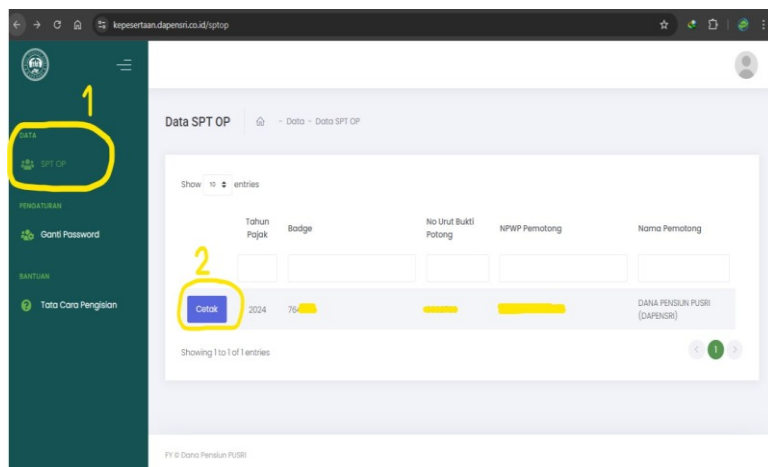 kepesertaan.dapensri.co.id/sptop
1
DATA
SPT OP
PENGATURAN
Ganti Password
BANTUAN
Tata Cara Pengisian
Data SPT OP
- Data - Data SPT OP
Show 10 entries
Tahun Pajak
Badge
No Urut Bukti Potong
NPWP Pemotong
Nama Pemotong
2
Cetak
2024
76
DANA PENSIUN PUSRI
(DAPENSRI)
Showing 1 to 1 of 1 entries
1
FY © Dana Pensiun PUSRI